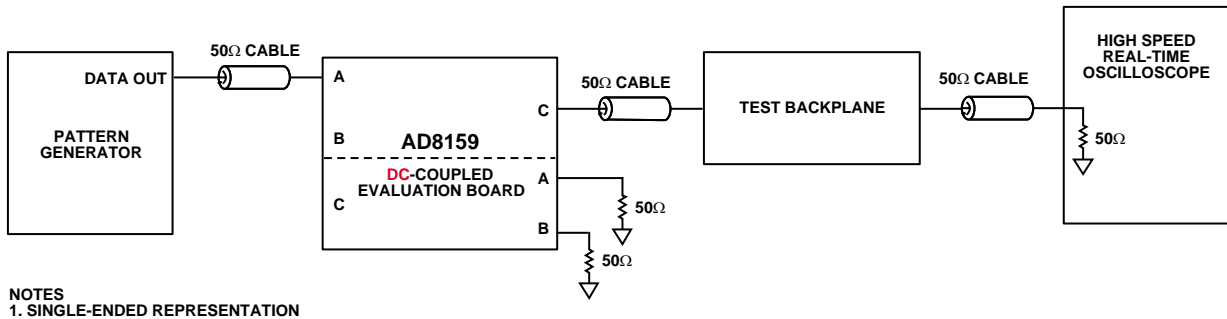 50Ω CABLE
DATA OUT
PATTERN
GENERATOR
A
B
C
AD8159
DC-COUPLED
EVALUATION BOARD
C
A
B
50Ω
50Ω
50Ω CABLE
TEST BACKPLANE
50Ω CABLE
HIGH SPEED
REAL-TIME
OSCILLOSCOPE
50Ω
NOTES
1. SINGLE-ENDED REPRESENTATION